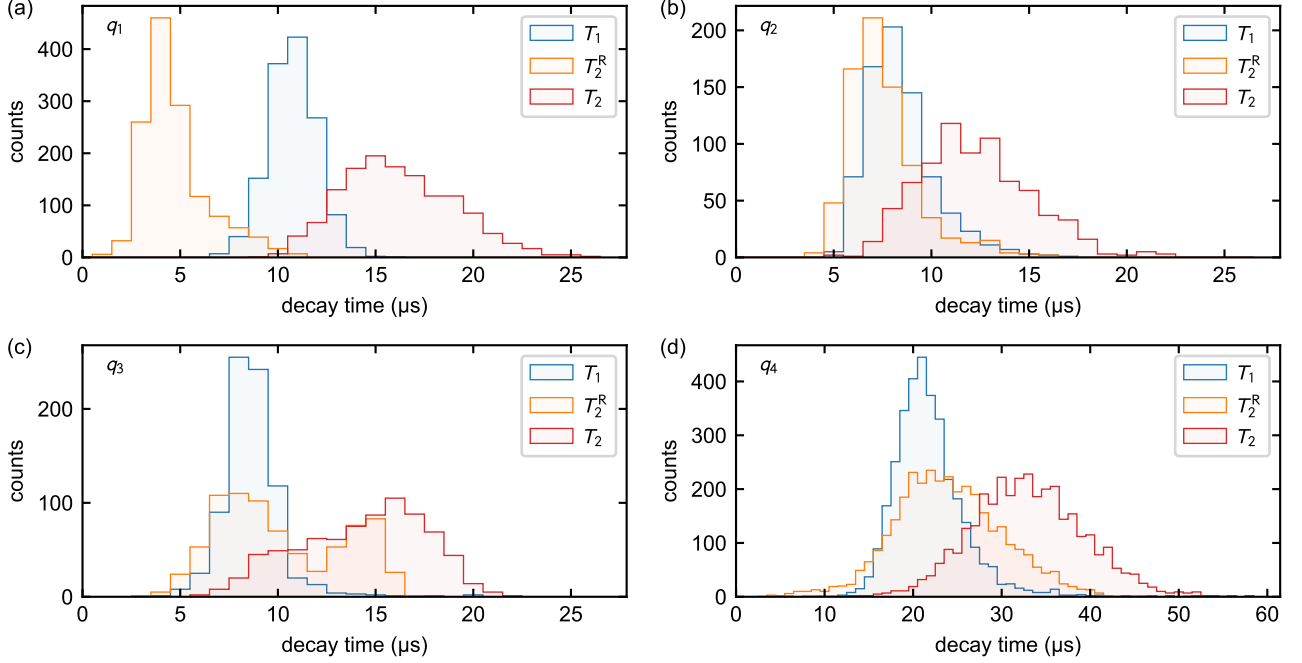 (a)
q1
T1
T2R
T2
counts
400
300
200
100
0
0 5 10 15 20 25
decay time (µs)
(b)
q2
T1
T2R
T2
counts
200
150
100
50
0
0 5 10 15 20 25
decay time (µs)
(c)
q3
T1
T2R
T2
counts
200
100
0
0 5 10 15 20 25
decay time (µs)
(d)
q4
T1
T2R
T2
counts
400
300
200
100
0
0 10 20 30 40 50 60
decay time (µs)